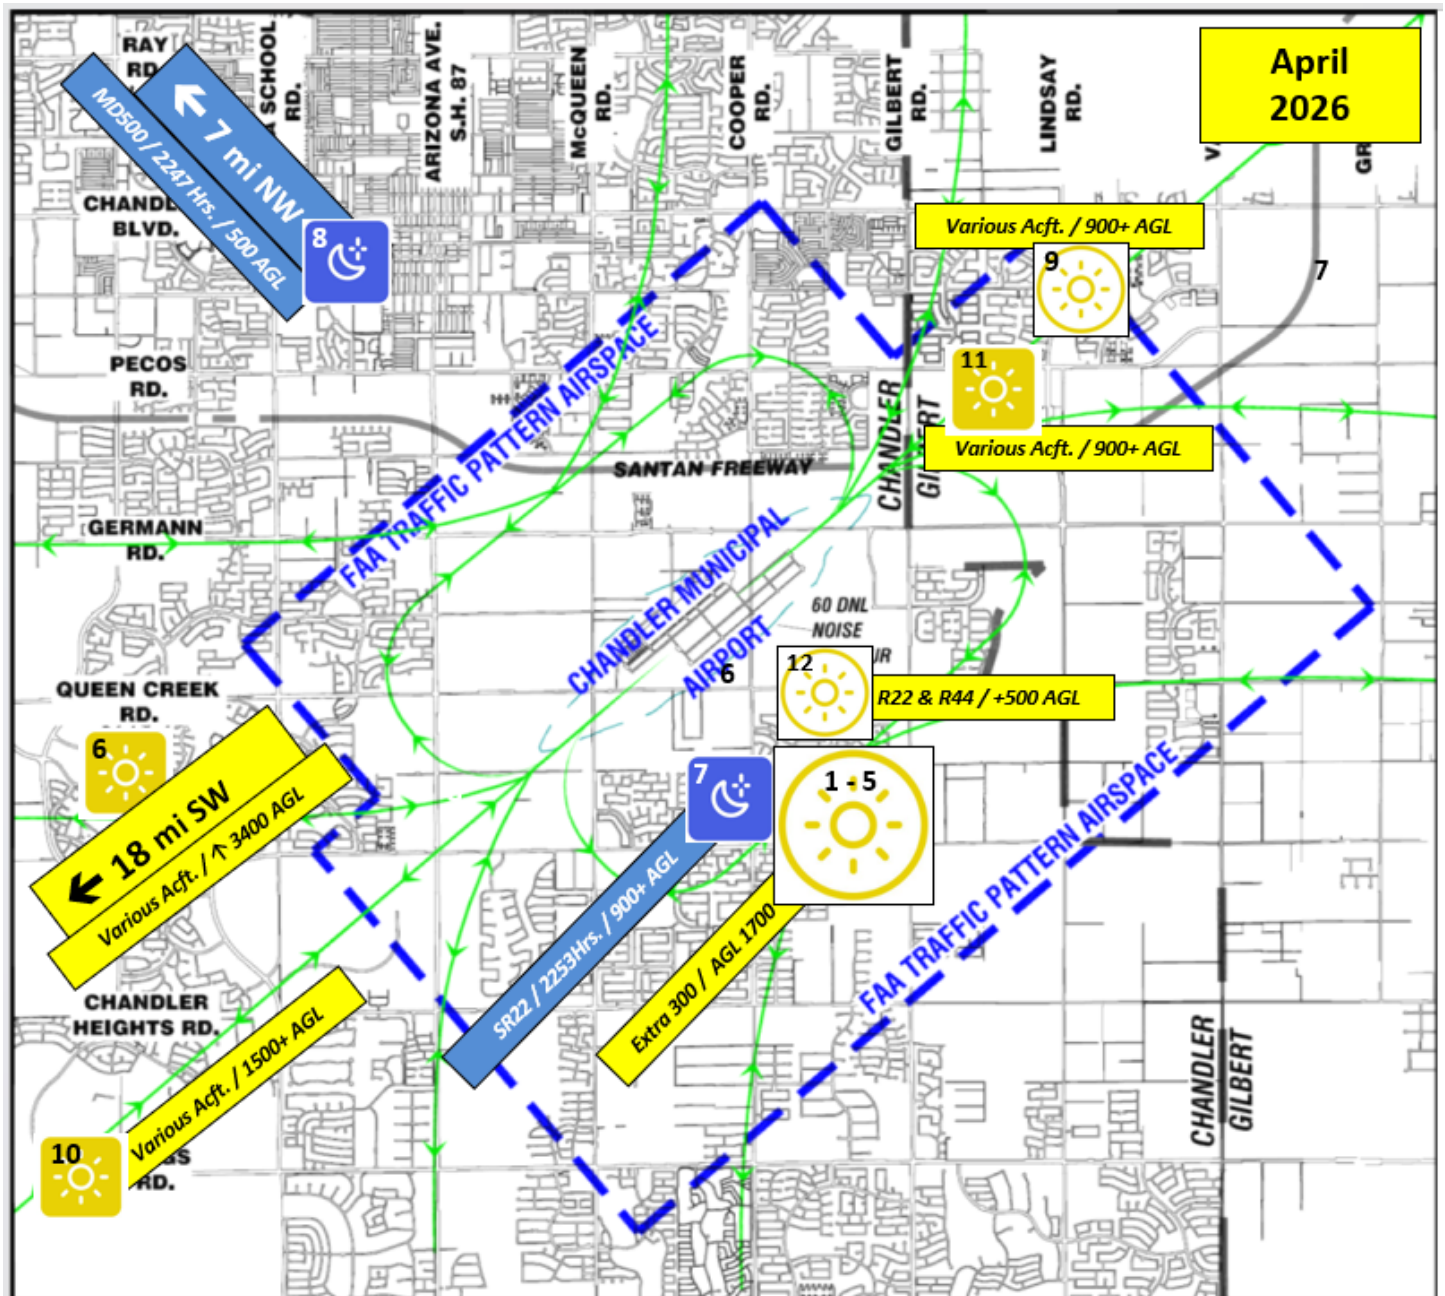 RAY
RD.
SCHOOL
RD.
ARIZONA AVE.
S.H. 87
McQUEEN
RD.
COOPER
RD.
GILBERT
RD.
LINDSAY
RD.
April
2026
← 7 mi NW
MD500 / 2247 Hrs. / 500 AGL
8
CHANDL
BLVD.
Various Acft. / 900+ AGL
9
7
PECOS
RD.
11
Various Acft. / 900+ AGL
FAA TRAFFIC PATTERN AIRSPACE
SANTAN FREEWAY
CHANDLER
GILBERT
GERMANN
RD.
CHANDLER MUNICIPAL
AIRPORT
60 DNL
NOISE
UR
6
12
R22 & R44 / +500 AGL
QUEEN CREEK
RD.
6
← 18 mi SW
Various Acft. / ↑ 3400 AGL
7
SR22 / 2253Hrs. / 900+ AGL
1 - 5
Extra 300 / AGL 1700
FAA TRAFFIC PATTERN AIRSPACE
CHANDLER
HEIGHTS RD.
Various Acft. / 1500+ AGL
10
GS
RD.
CHANDLER
GILBERT